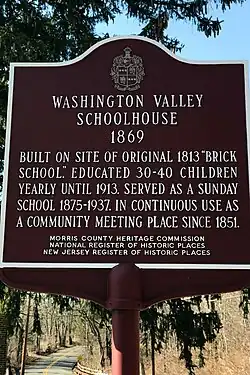 WASHINGTON VALLEY
SCHOOLHOUSE
1869
BUILT ON SITE OF ORIGINAL 1813 "BRICK
SCHOOL." EDUCATED 30-40 CHILDREN
YEARLY UNTIL 1913. SERVED AS A SUNDAY
SCHOOL 1875-1937. IN CONTINUOUS USE AS
A COMMUNITY MEETING PLACE SINCE 1851.
MORRIS COUNTY HERITAGE COMMISSION
NATIONAL REGISTER OF HISTORIC PLACES
NEW JERSEY REGISTER OF HISTORIC PLACES